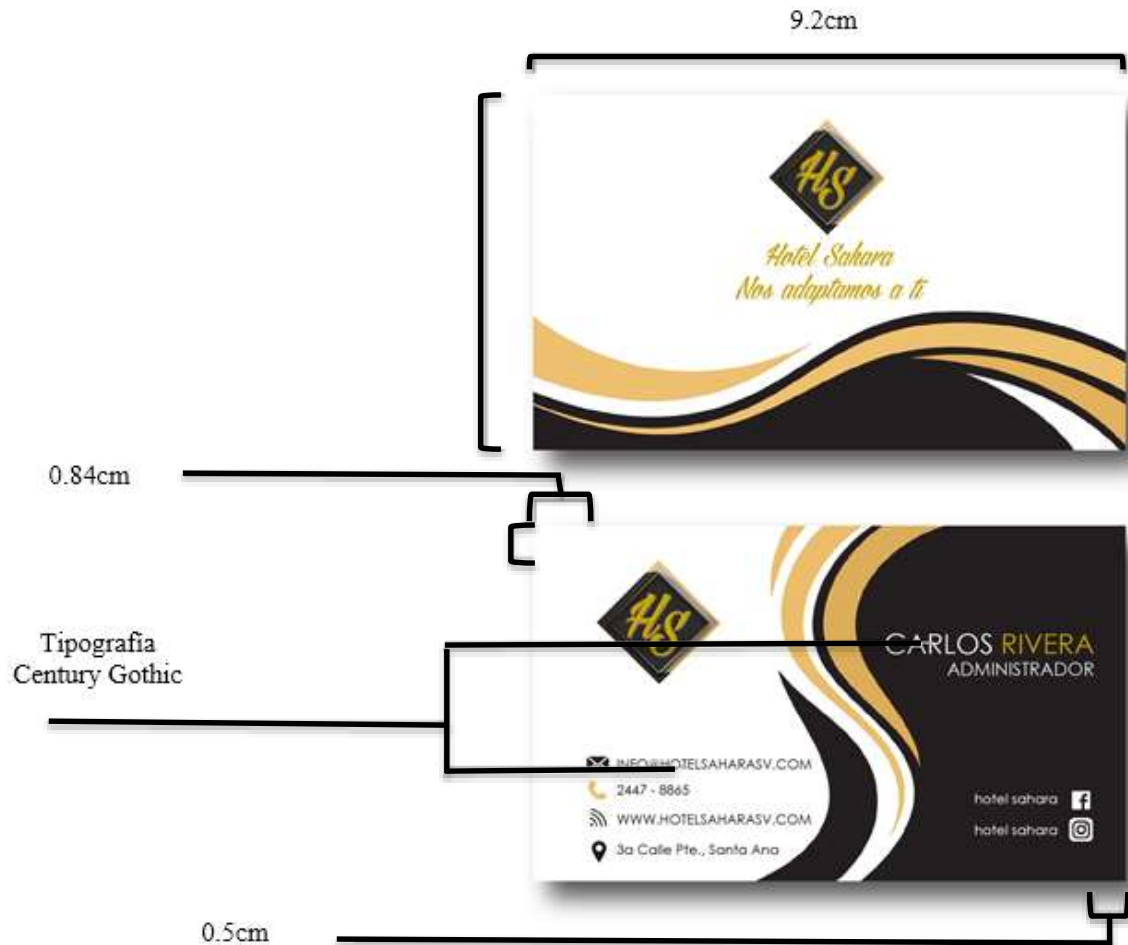 9.2cm
HS
Hotel Sahara
Nos adaptamos a ti
0.84cm
HS
Tipografía
Century Gothic
CARLOS RIVERA
ADMINISTRADOR
INFO@HOTELSAHARASV.COM
2447 - 8865
WWW.HOTELSAHARASV.COM
3a Calle Pte., Santa Ana
hotel sahara
hotel sahara
0.5cm